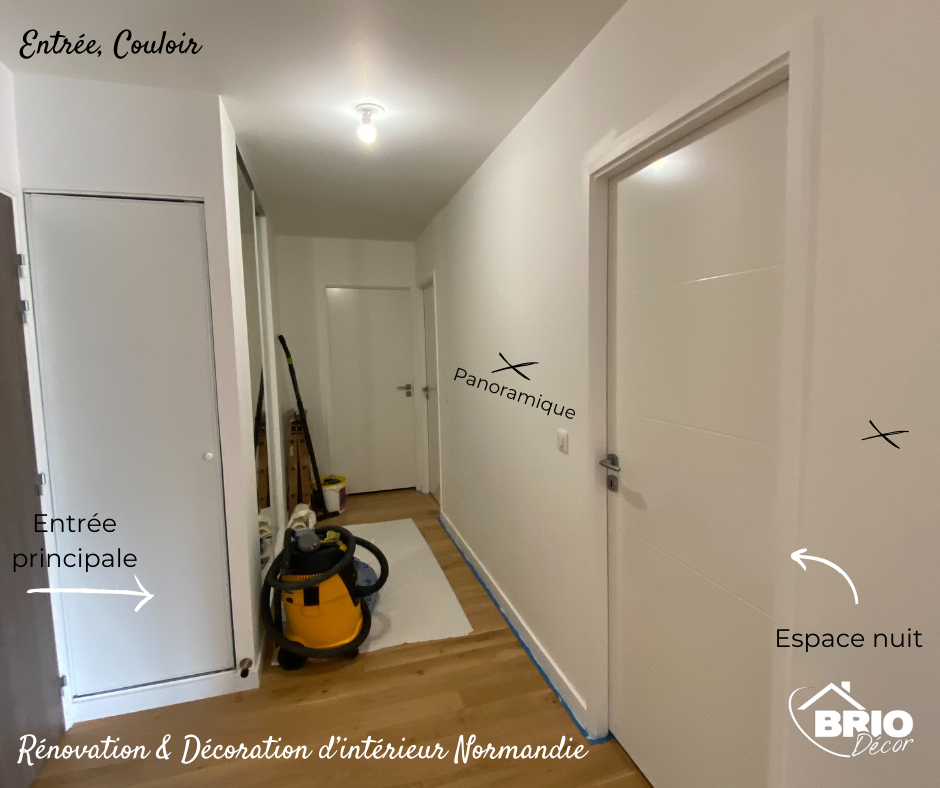 Entrée, Couloir
Panoramique
Entrée
principale
Espace nuit
BRIO
Décor
Rénovation & Décoration d'intérieur Normandie